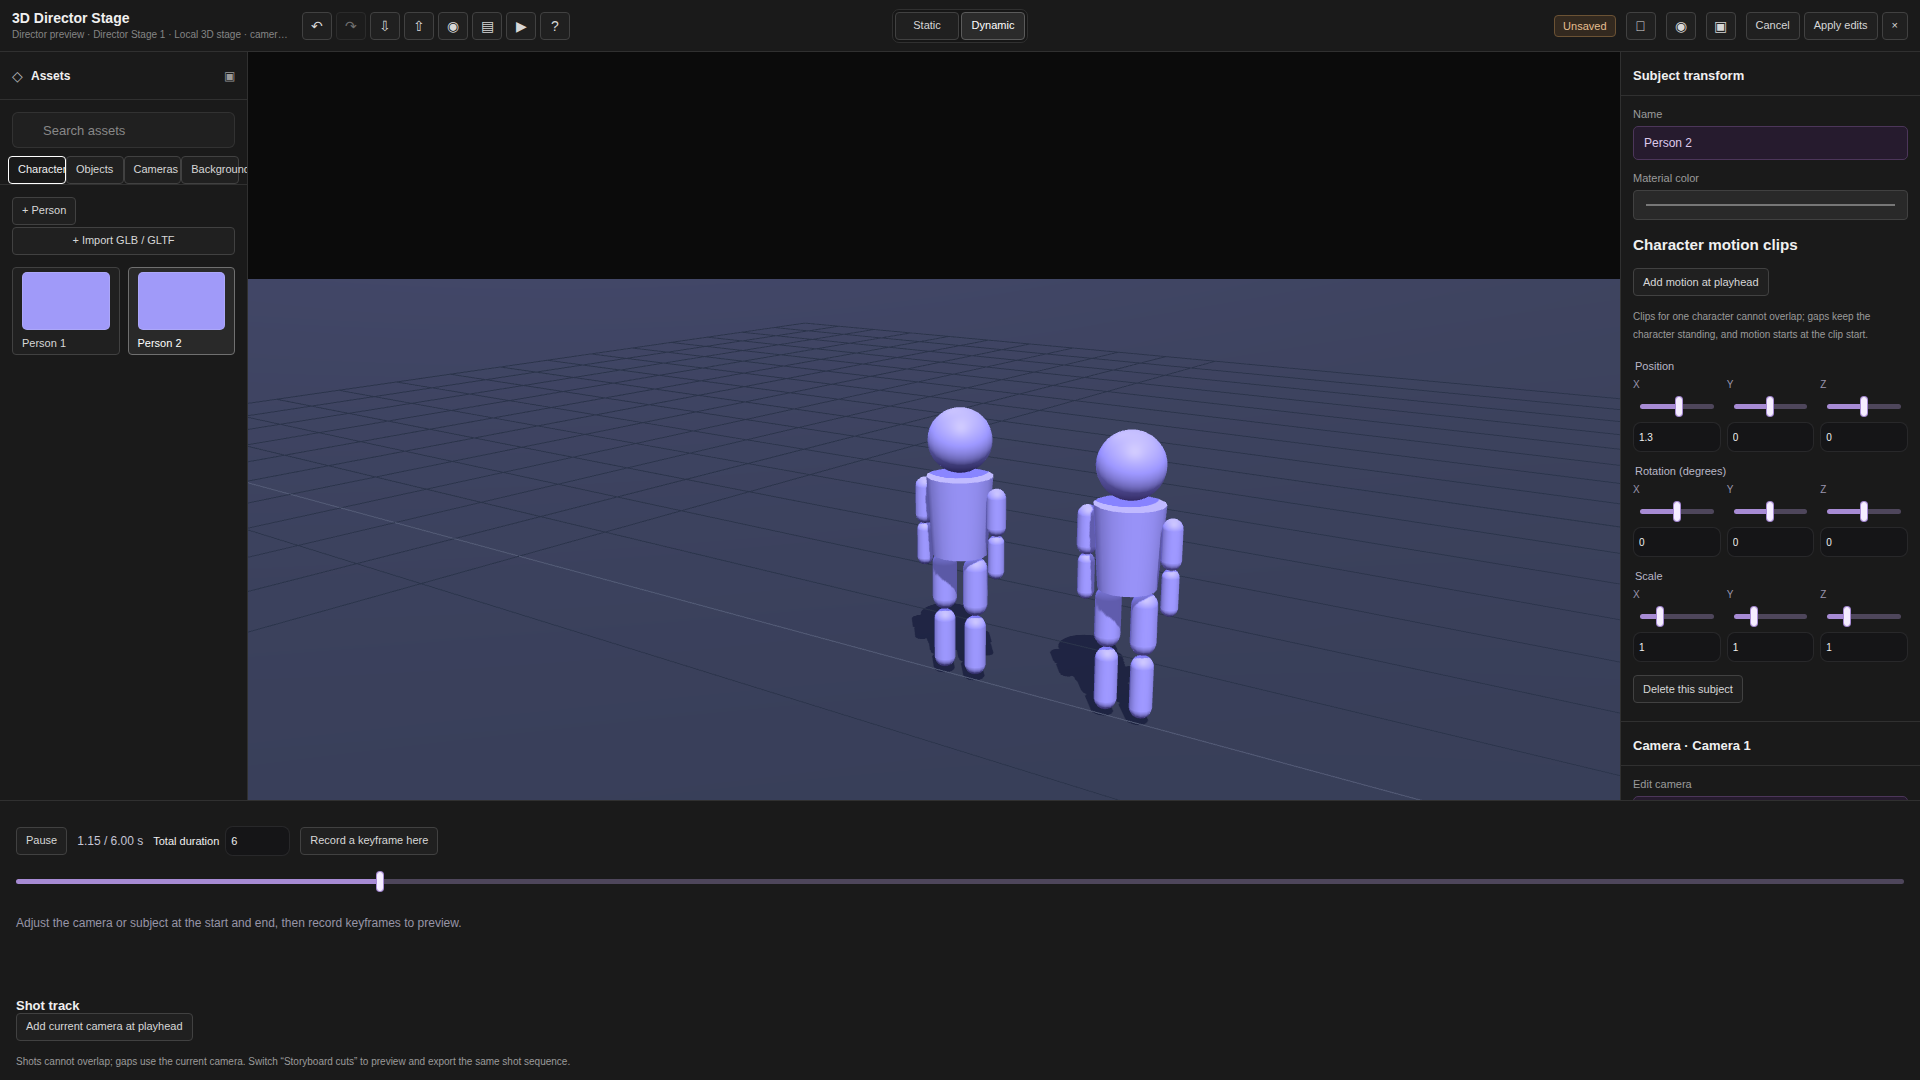 3D Director Stage
Director preview · Director Stage 1 · Local 3D stage · camer…
Static
Dynamic
Unsaved
Cancel
Apply edits
×
Assets
Search assets
Character
Objects
Cameras
Background
+ Person
+ Import GLB / GLTF
Person 1
Person 2
Subject transform
Name
Person 2
Material color
Character motion clips
Add motion at playhead
Clips for one character cannot overlap; gaps keep the
character standing, and motion starts at the clip start.
Position
X Y Z
1.3 0 0
Rotation (degrees)
X Y Z
0 0 0
Scale
X Y Z
1 1 1
Delete this subject
Camera · Camera 1
Edit camera
Pause
1.15 / 6.00 s
Total duration
6
Record a keyframe here
Adjust the camera or subject at the start and end, then record keyframes to preview.
Shot track
Add current camera at playhead
Shots cannot overlap; gaps use the current camera. Switch “Storyboard cuts” to preview and export the same shot sequence.